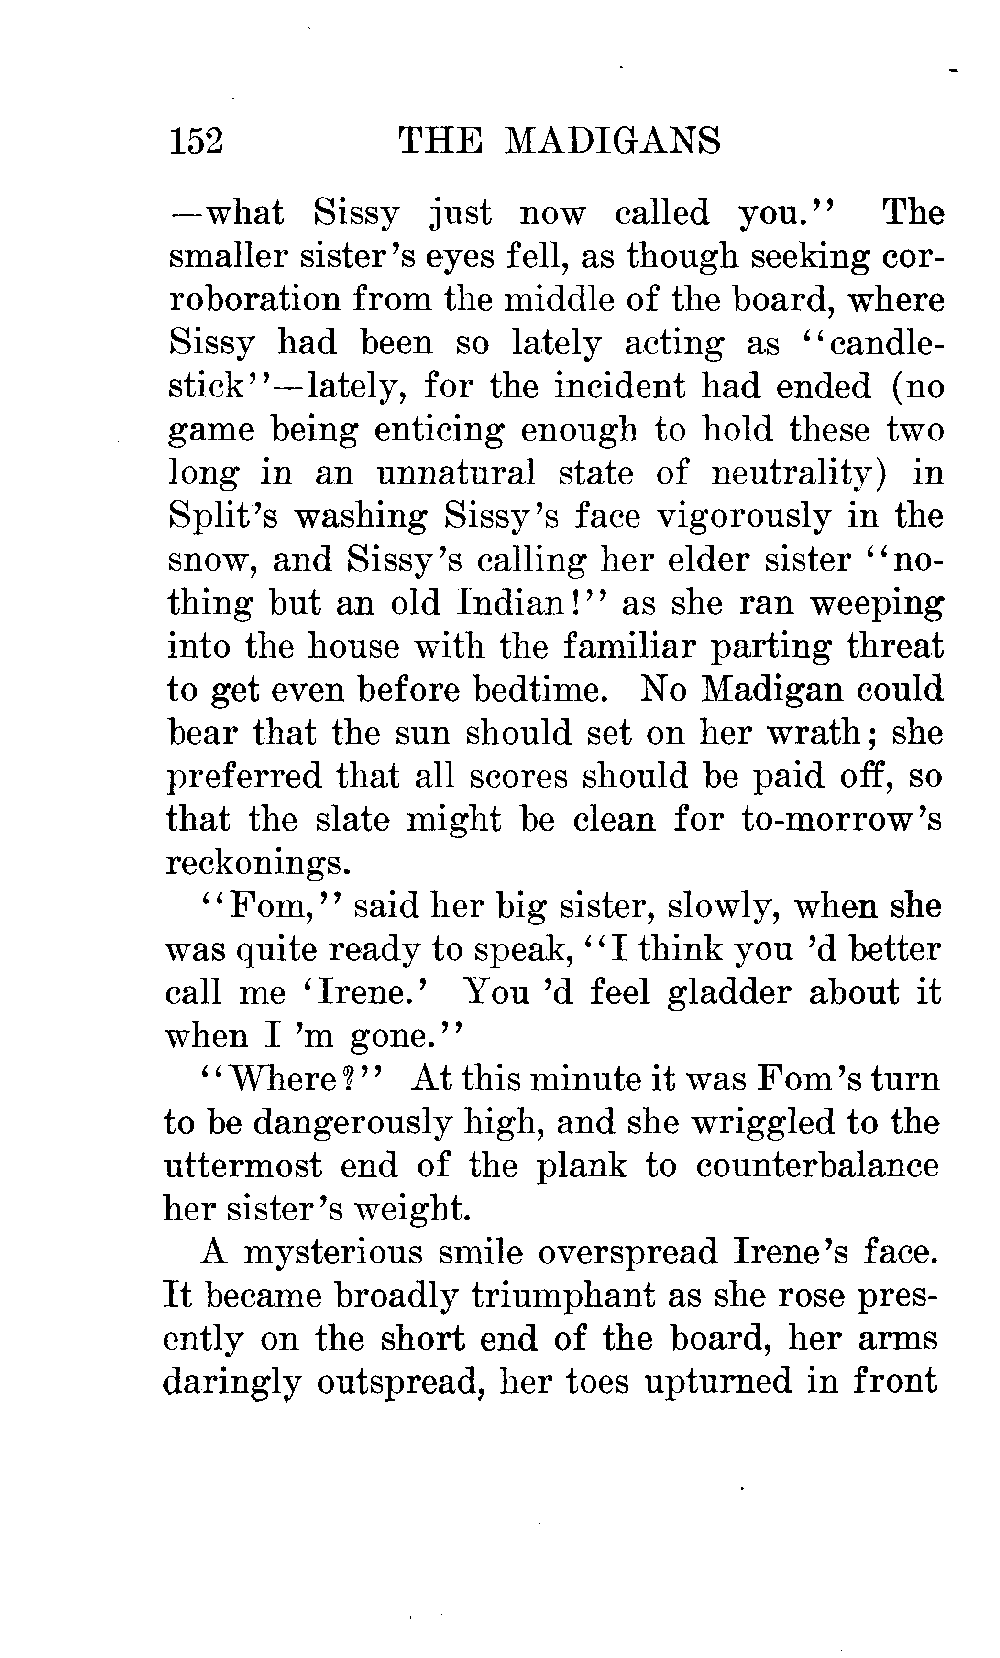 152 THE MADIGANS
—what Sissy just now called you.'' The
smaller sister's eyes fell, as though seeking cor-
roboration from the middle of the board, where
Sissy had been so lately acting as ''candle-
stick''—lately, for the incident had ended (no
game being enticing enough to hold these two
long in an unnatural state of neutrality) in
Split's washing Sissy's face vigorously in the
snow, and Sissy's calling her elder sister ''no-
thing but an old Indian!'' as she ran weeping
into the house with the familiar parting threat
to get even before bedtime. No Madigan could
bear that the sun should set on her wrath; she
preferred that all scores should be paid off, so
that the slate might be clean for to-morrow's
reckonings.
''Fom,'' said her big sister, slowly, when she
was quite ready to speak, ''I think you 'd better
call me 'Irene.' You 'd feel gladder about it
when I 'm gone.''
''Where?'' At this minute it was Fom's turn
to be dangerously high, and she wriggled to the
uttermost end of the plank to counterbalance
her sister's weight.
A mysterious smile overspread Irene's face.
It became broadly triumphant as she rose pres-
ently on the short end of the board, her arms
daringly outspread, her toes upturned in front